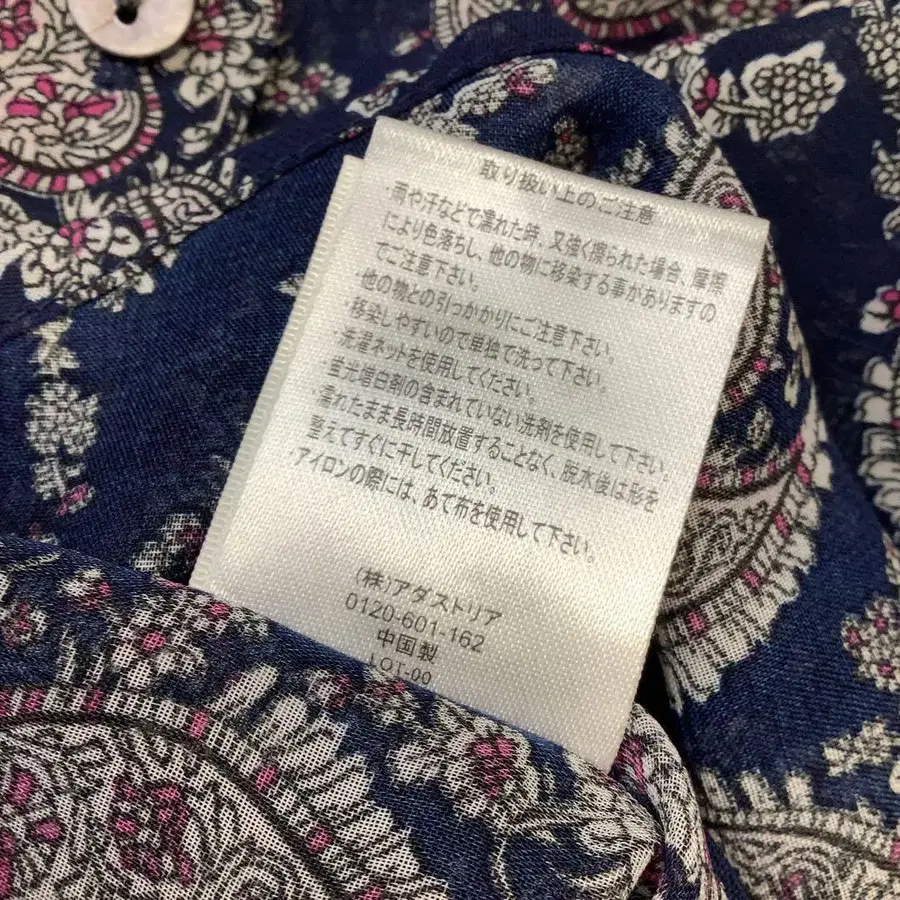 取り扱い上のご注意
・雨や汗などで濡れた時、又強く擦られた場合、摩擦
により色落ちし、他の物に移染する事がありますの
でご注意下さい。
・他の物との引っかかりにご注意下さい。
・移染しやすいので単独で洗って下さい。
・洗濯ネットを使用してください。
・蛍光増白剤の含まれていない洗剤を使用して下さい。
・濡れたまま長時間放置することなく、脱水後は形を
整えてすぐに干してください。
・アイロンの際には、あて布を使用して下さい。
(株)アダストリア
0120-601-162
中国製
LOT-00